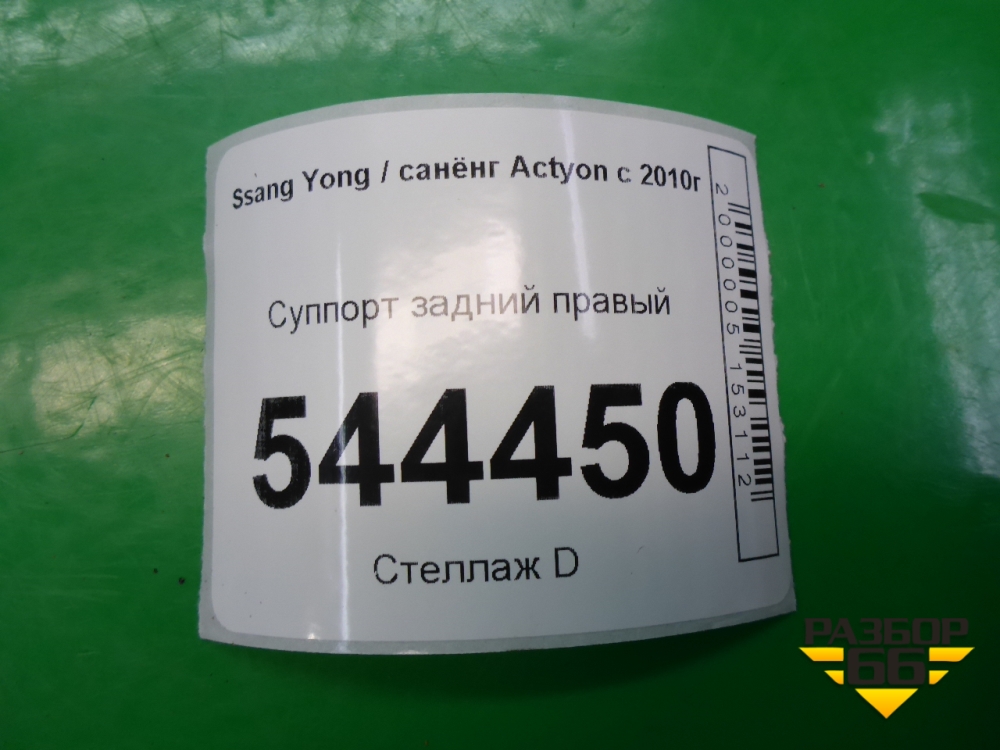 Ssang Yong / санёнг Actyon с 2010г
Суппорт задний правый
544450
Стеллаж D
2000005153112
РАЗБОР
66